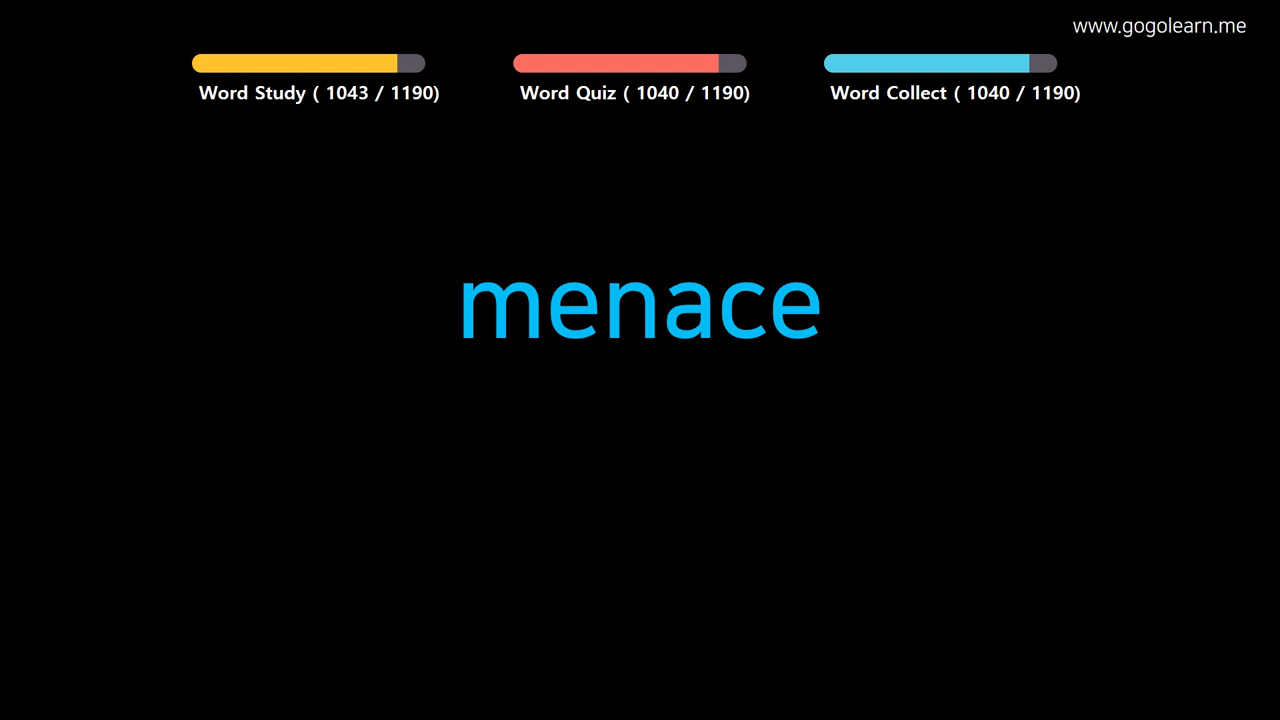 www.gogolearn.me
Word Study ( 1043 / 1190)
Word Quiz ( 1040 / 1190)
Word Collect ( 1040 / 1190)
menace